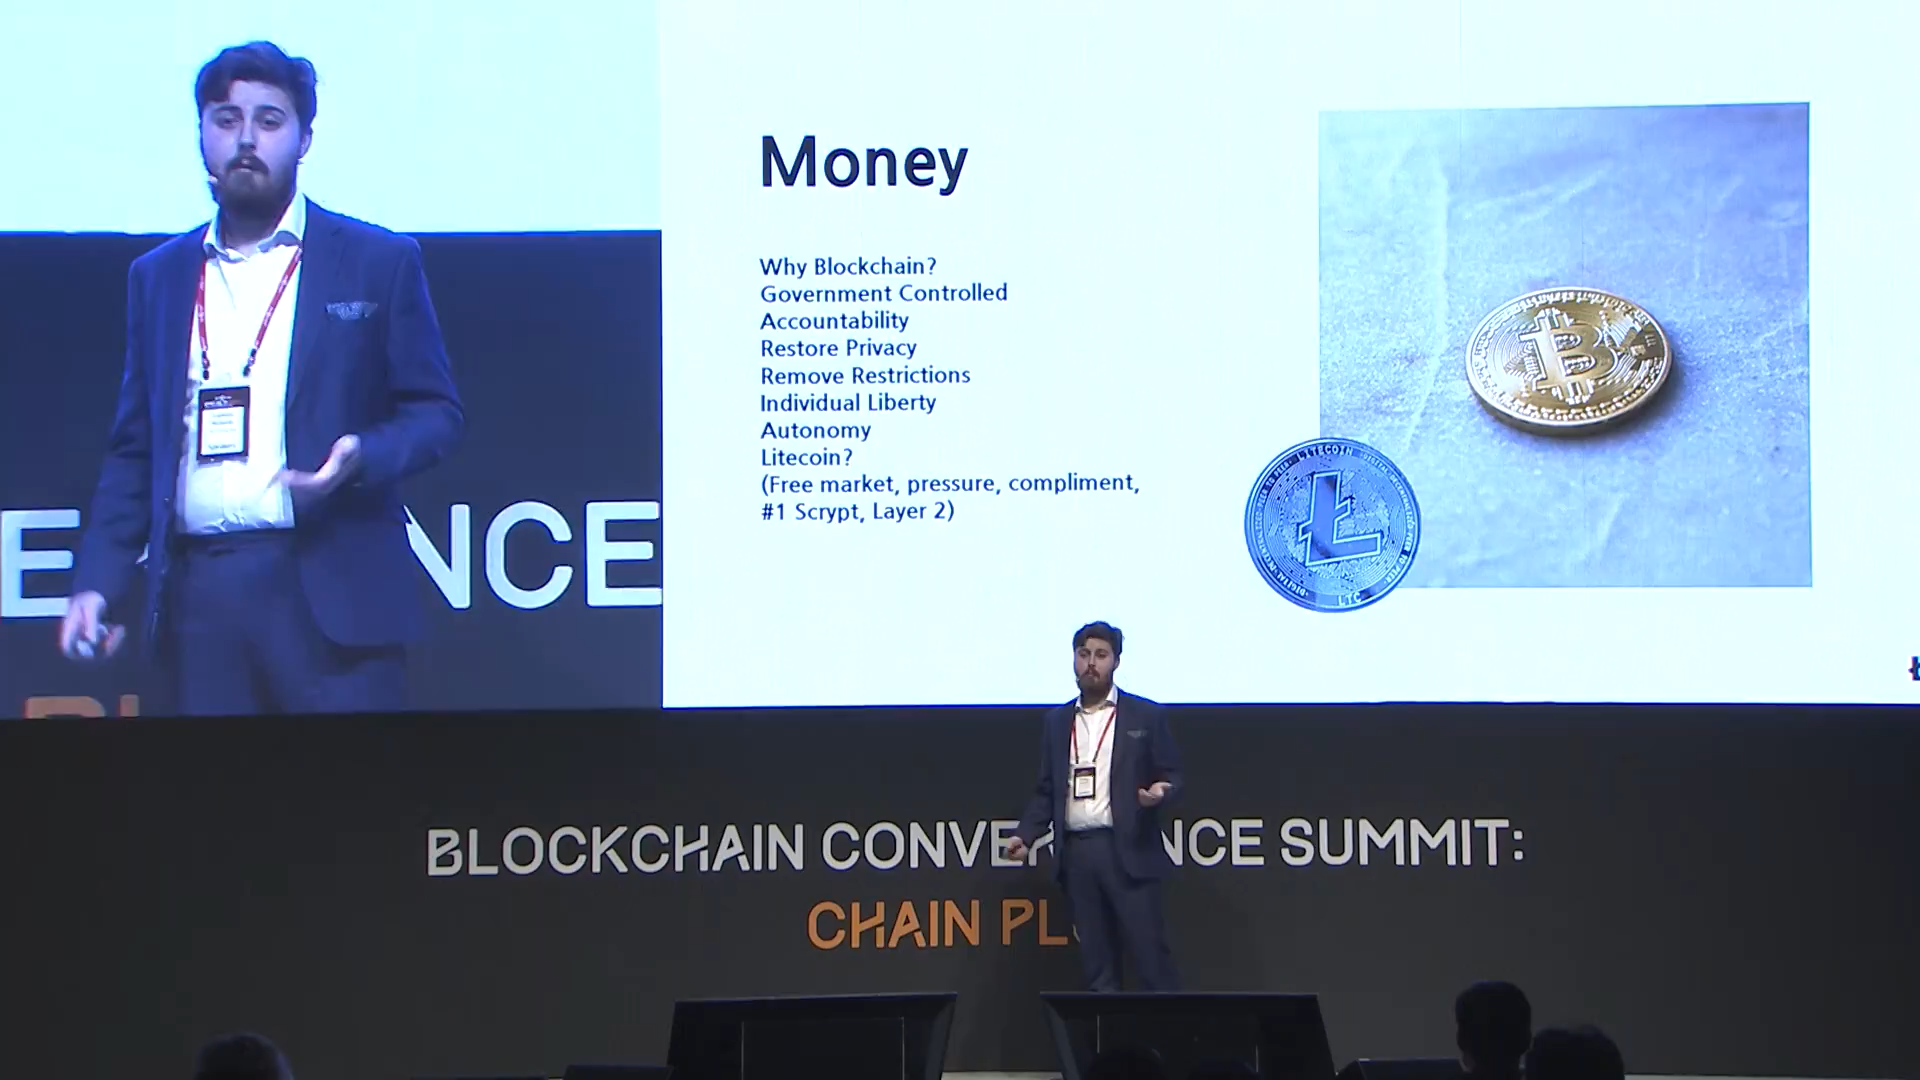 Money
Why Blockchain?
Government Controlled
Accountability
Restore Privacy
Remove Restrictions
Individual Liberty
Autonomy
Litecoin?
(Free market, pressure, compliment,
#1 Scrypt, Layer 2)
LITECOIN
LTC
E NCE
BLOCKCHAIN CONVE NCE SUMMIT:
CHAIN PL